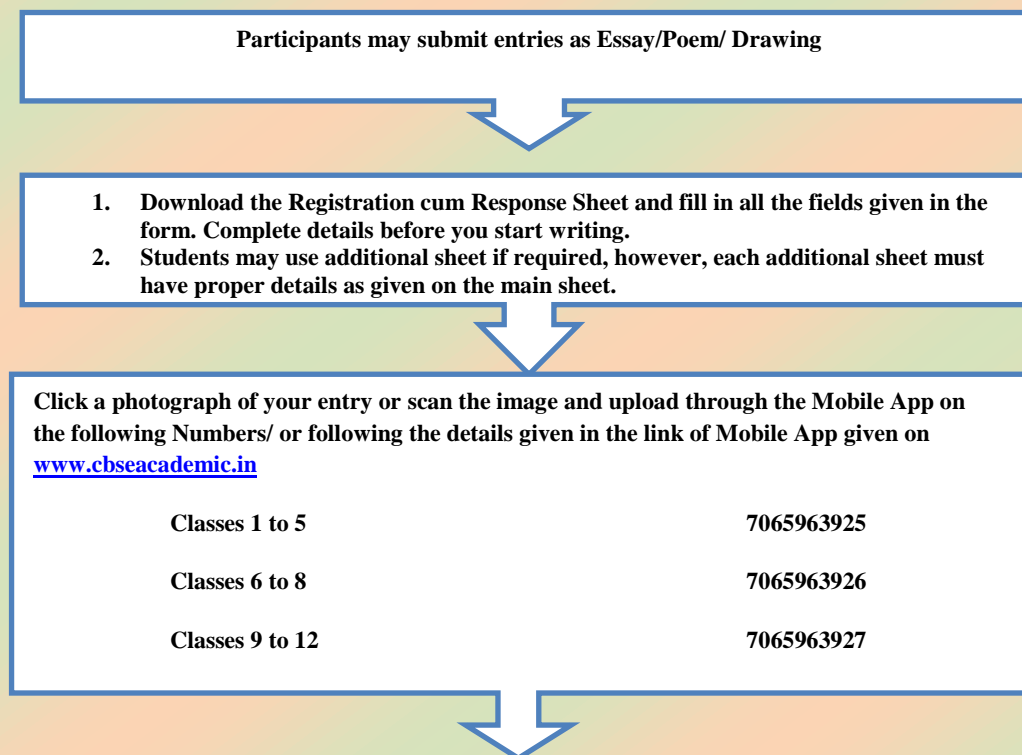 Participants may submit entries as Essay/Poem/ Drawing
1. Download the Registration cum Response Sheet and fill in all the fields given in the
form. Complete details before you start writing.
2. Students may use additional sheet if required, however, each additional sheet must
have proper details as given on the main sheet.
Click a photograph of your entry or scan the image and upload through the Mobile App on
the following Numbers/ or following the details given in the link of Mobile App given on
www.cbseacademic.in
Classes 1 to 5 7065963925
Classes 6 to 8 7065963926
Classes 9 to 12 7065963927